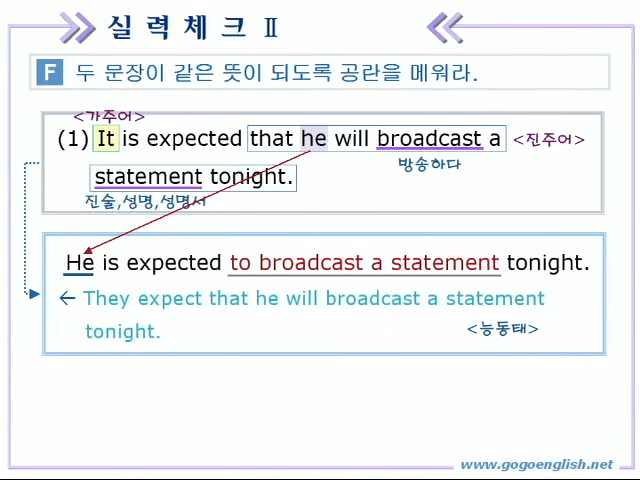 실 력 체 크 Ⅱ
F 두 문장이 같은 뜻이 되도록 공란을 메워라.
<가주어>
(1) It is expected that he will broadcast a <진주어>
방송하다
statement tonight.
진술,성명,성명서
He is expected to broadcast a statement tonight.
← They expect that he will broadcast a statement
tonight. <능동태>
www.gogoenglish.net